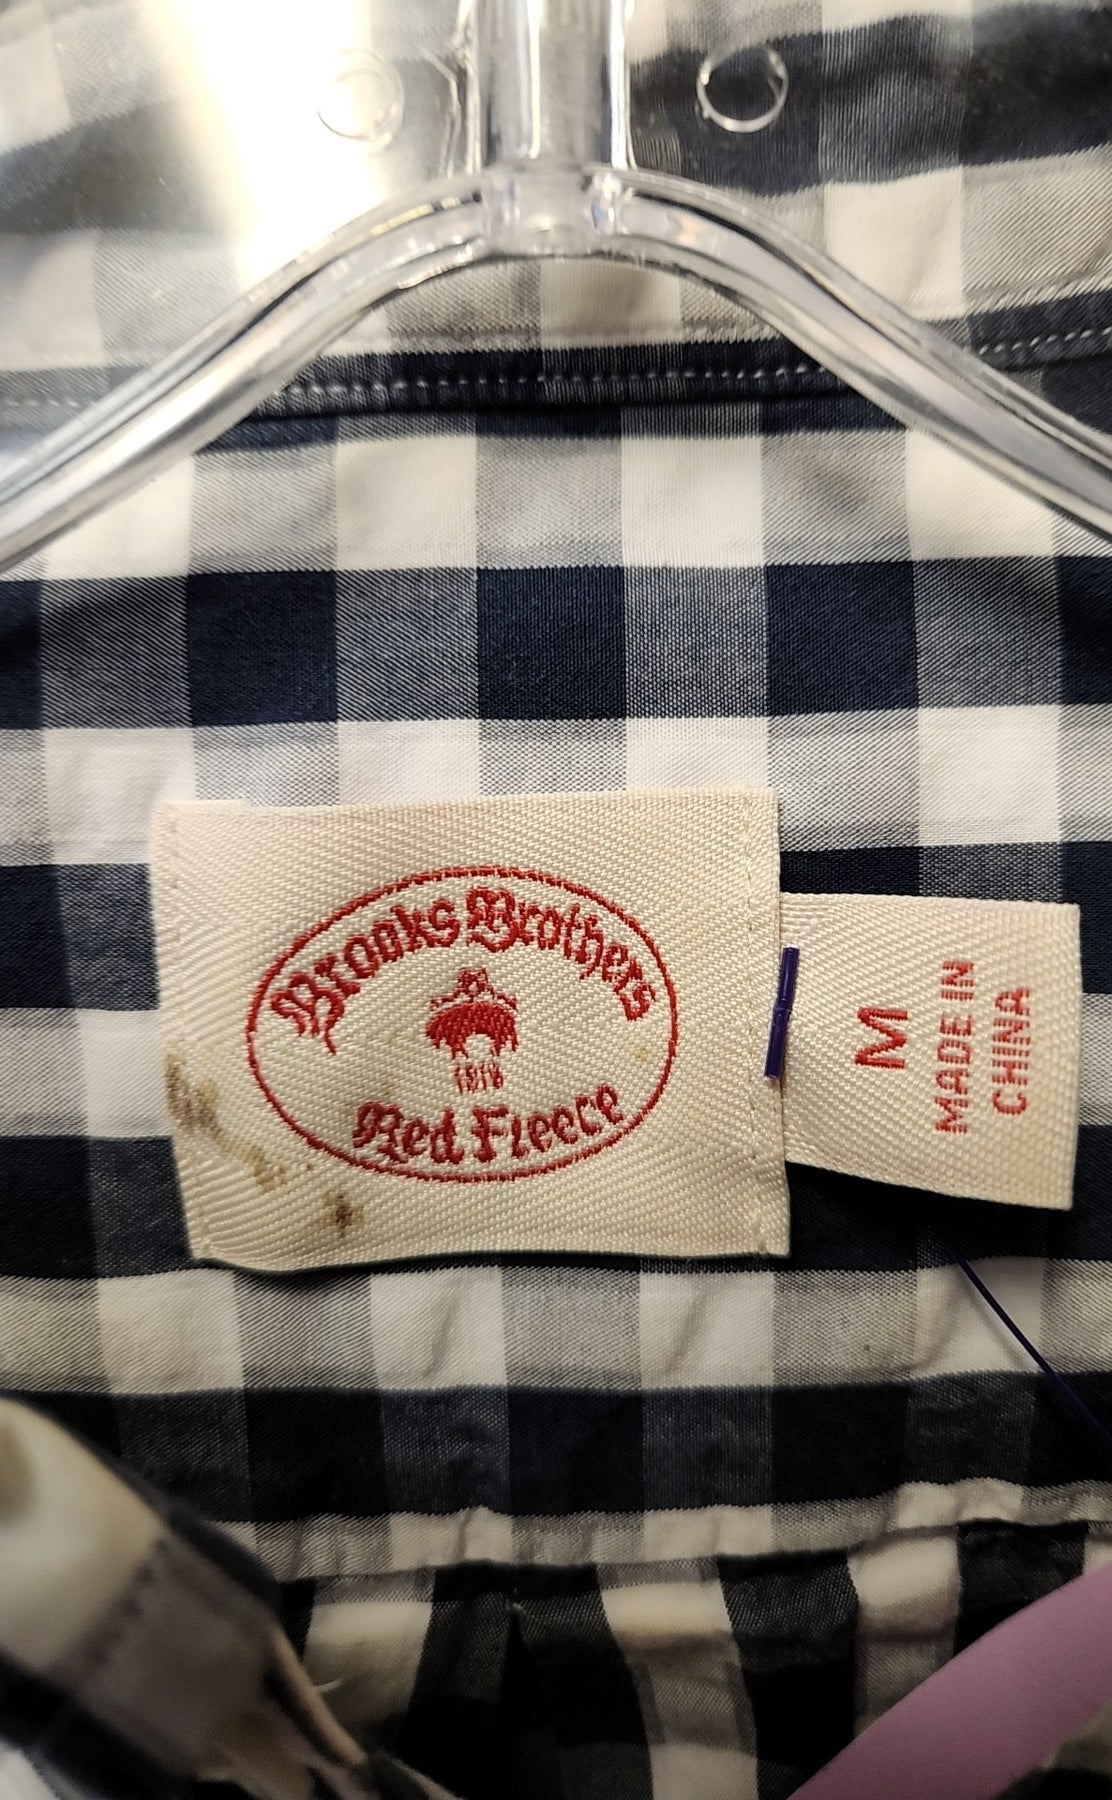 Brooks Brothers
1818
Red Fleece
M
MADE IN
CHINA